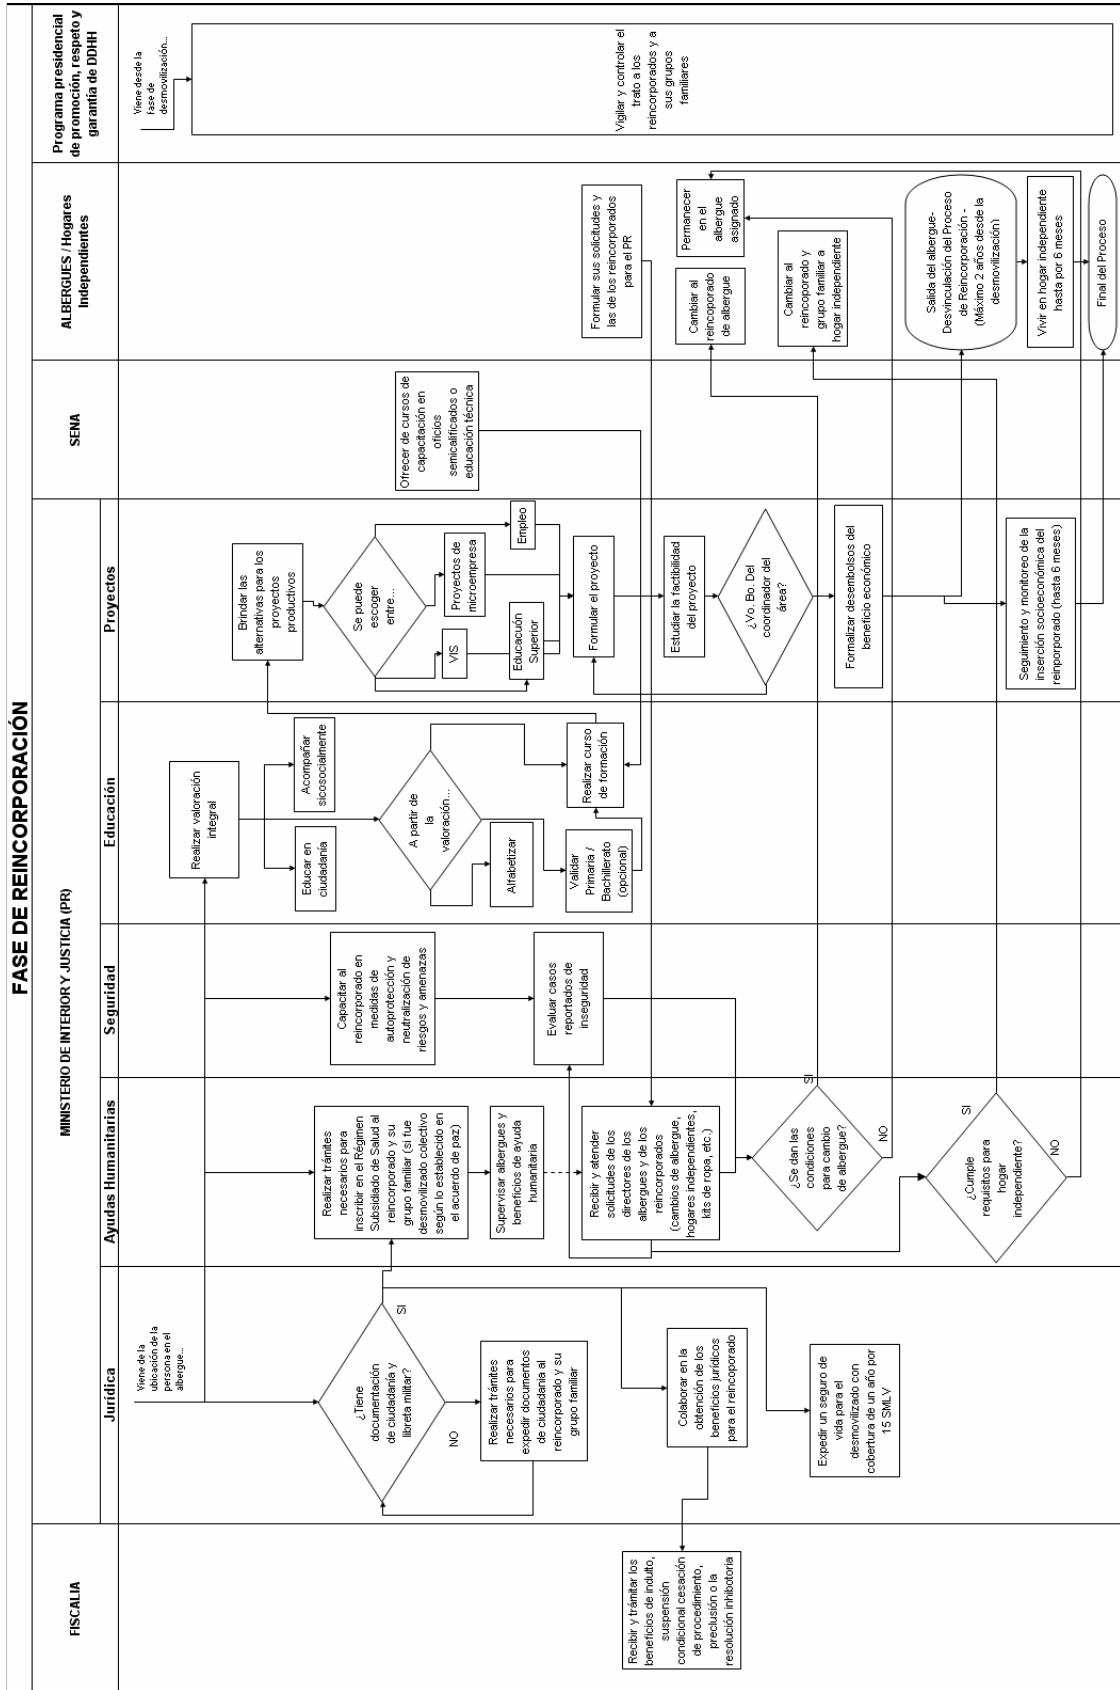 FASE DE REINCORPORACIÓN
FISCALIA
MINISTERIO DE INTERIOR Y JUSTICIA (PR)
Jurídica
Ayudas Humanitarias
Seguridad
Educación
Proyectos
SENA
ALBERGUES / Hogares
Independientes
Programa presidencial
de promoción, respeto y
garantía de DDHH
Recibir y trámitar los
beneficios de indulto,
suspensión
condicional cesación
de procedimiento,
preclusión o la
resolución inhibitoria
Viene de la
ubicación de la
persona en el
albergue...
¿Tiene
documentación
de ciudadanía y
libreta militar?
SI
NO
Realizar trámites
necesarios para
expedir documentos
de ciudadanía al
reincorporado y su
grupo familiar
Colaborar en la
obtención de los
beneficios jurídicos
para el reincoporado
Expedir un seguro de
vida para el
desmovilizado con
cobertura de un año por
15 SMLV
Realizar trámites
necesarios para
inscribir en el Régimen
Subsidiado de Salud al
reincorporado y su
grupo familiar (si fue
desmovilizado colectivo
según lo establecido en
el acuerdo de paz)
Supervisar albergues y
beneficios de ayuda
humanitaria
Recibir y atender
solicitudes de los
directores de los
albergues y de los
reincorporados
(cambios de albergue,
hogares independientes,
kits de ropa, etc.)
¿Se dan las
condiciones
para cambio
de albergue?
SI
NO
¿Cumple
requisitos para
hogar
independiente?
SI
NO
Capacitar al
reincorporado en
medidas de
autoprotección y
neutralización de
riesgos y amenazas
Evaluar casos
reportados de
inseguridad
Realizar valoración
integral
Educar en
ciudadanía
Acompañar
sicosocialmente
A partir de
la
valoración...
Alfabetizar
Validar
Primaria /
Bachillerato
(opcional)
Realizar curso
de formación
Brindar las
alternativas para los
proyectos
productivos
Se puede
escoger
entre...
VIS
Educacuón
Superior
Proyectos de
microempresa
Empleo
Formular el proyecto
Estudiar la factibilidad
del proyecto
¿Vo. Bo. Del
coordinador del
área?
Formalizar desembolsos del
beneficio económico
Seguimiento y monitoreo de la
inserción socioeconómica del
reinporporado (hasta 6 meses)
Ofrecer de cursos de
capacitación en
oficios
semicalificados o
educación técnica
Formular sus solicitudes y
las de los reincorporados
para el PR
Cambiar al
reincoporado
de albergue
Permanecer
en el
albergue
asignado
Cambiar al
reincoporado y
grupo familiar a
hogar independiente
Salida del albergue-
Desvinculación del Proceso
de Reincorporación -
(Máximo 2 años desde la
desmovilización)
Vivir en hogar independiente
hasta por 6 meses
Final del Proceso
Viene desde la
fase de
desmovilización...
Vigilar y controlar el
trato a los
reincorporados y a
sus grupos
familiares